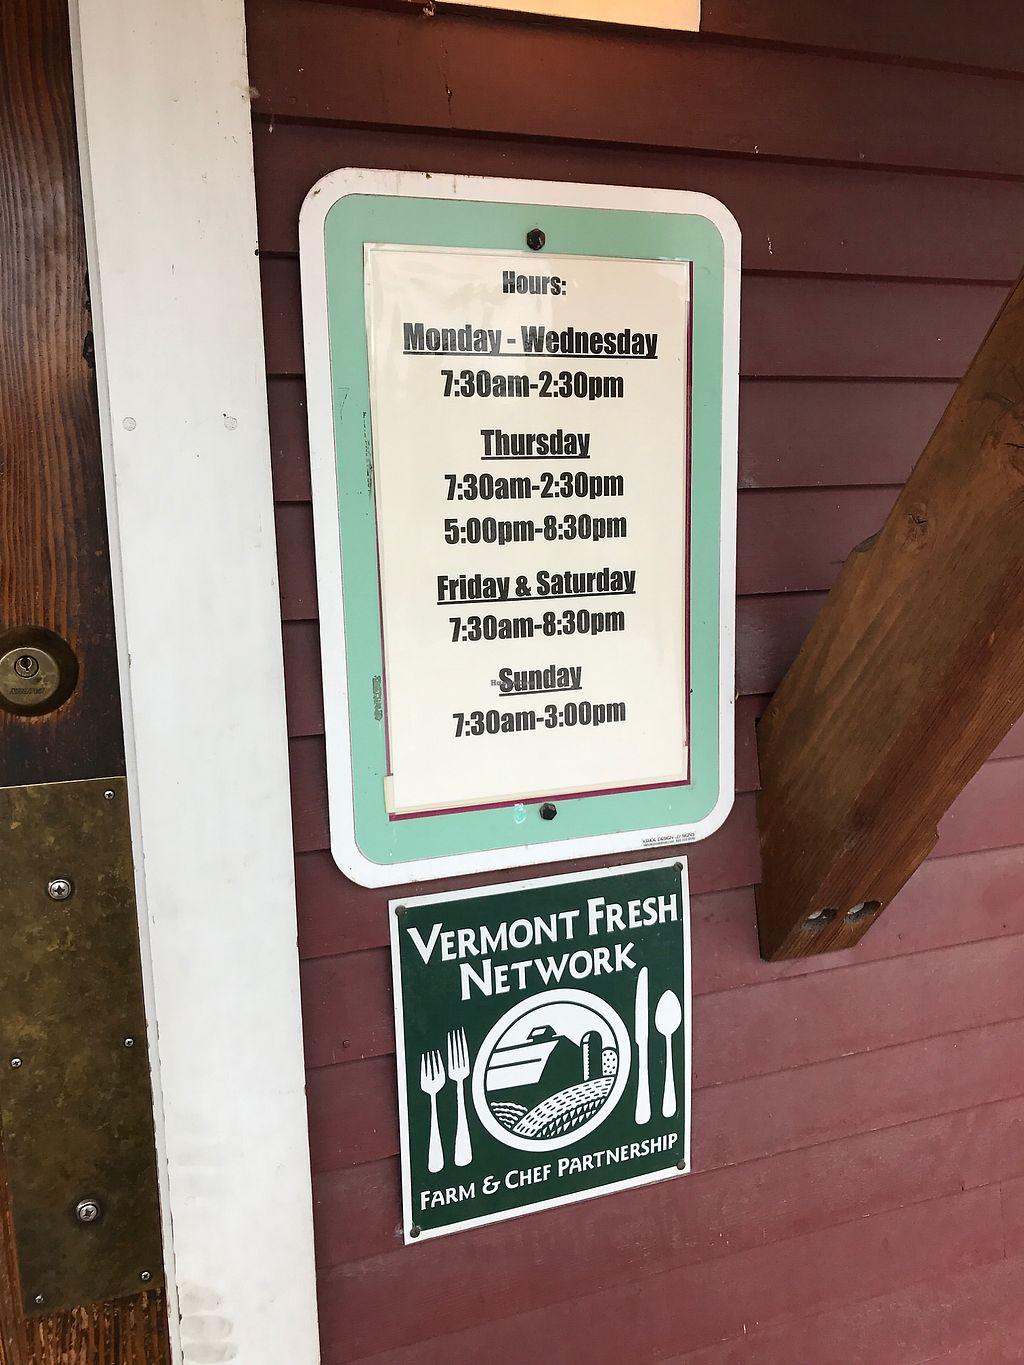 Hours:
Monday - Wednesday
7:30am-2:30pm
Thursday
7:30am-2:30pm
5:00pm-8:30pm
Friday & Saturday
7:30am-8:30pm
Sunday
7:30am-3:00pm
VERMONT FRESH
NETWORK
FARM & CHEF PARTNERSHIP